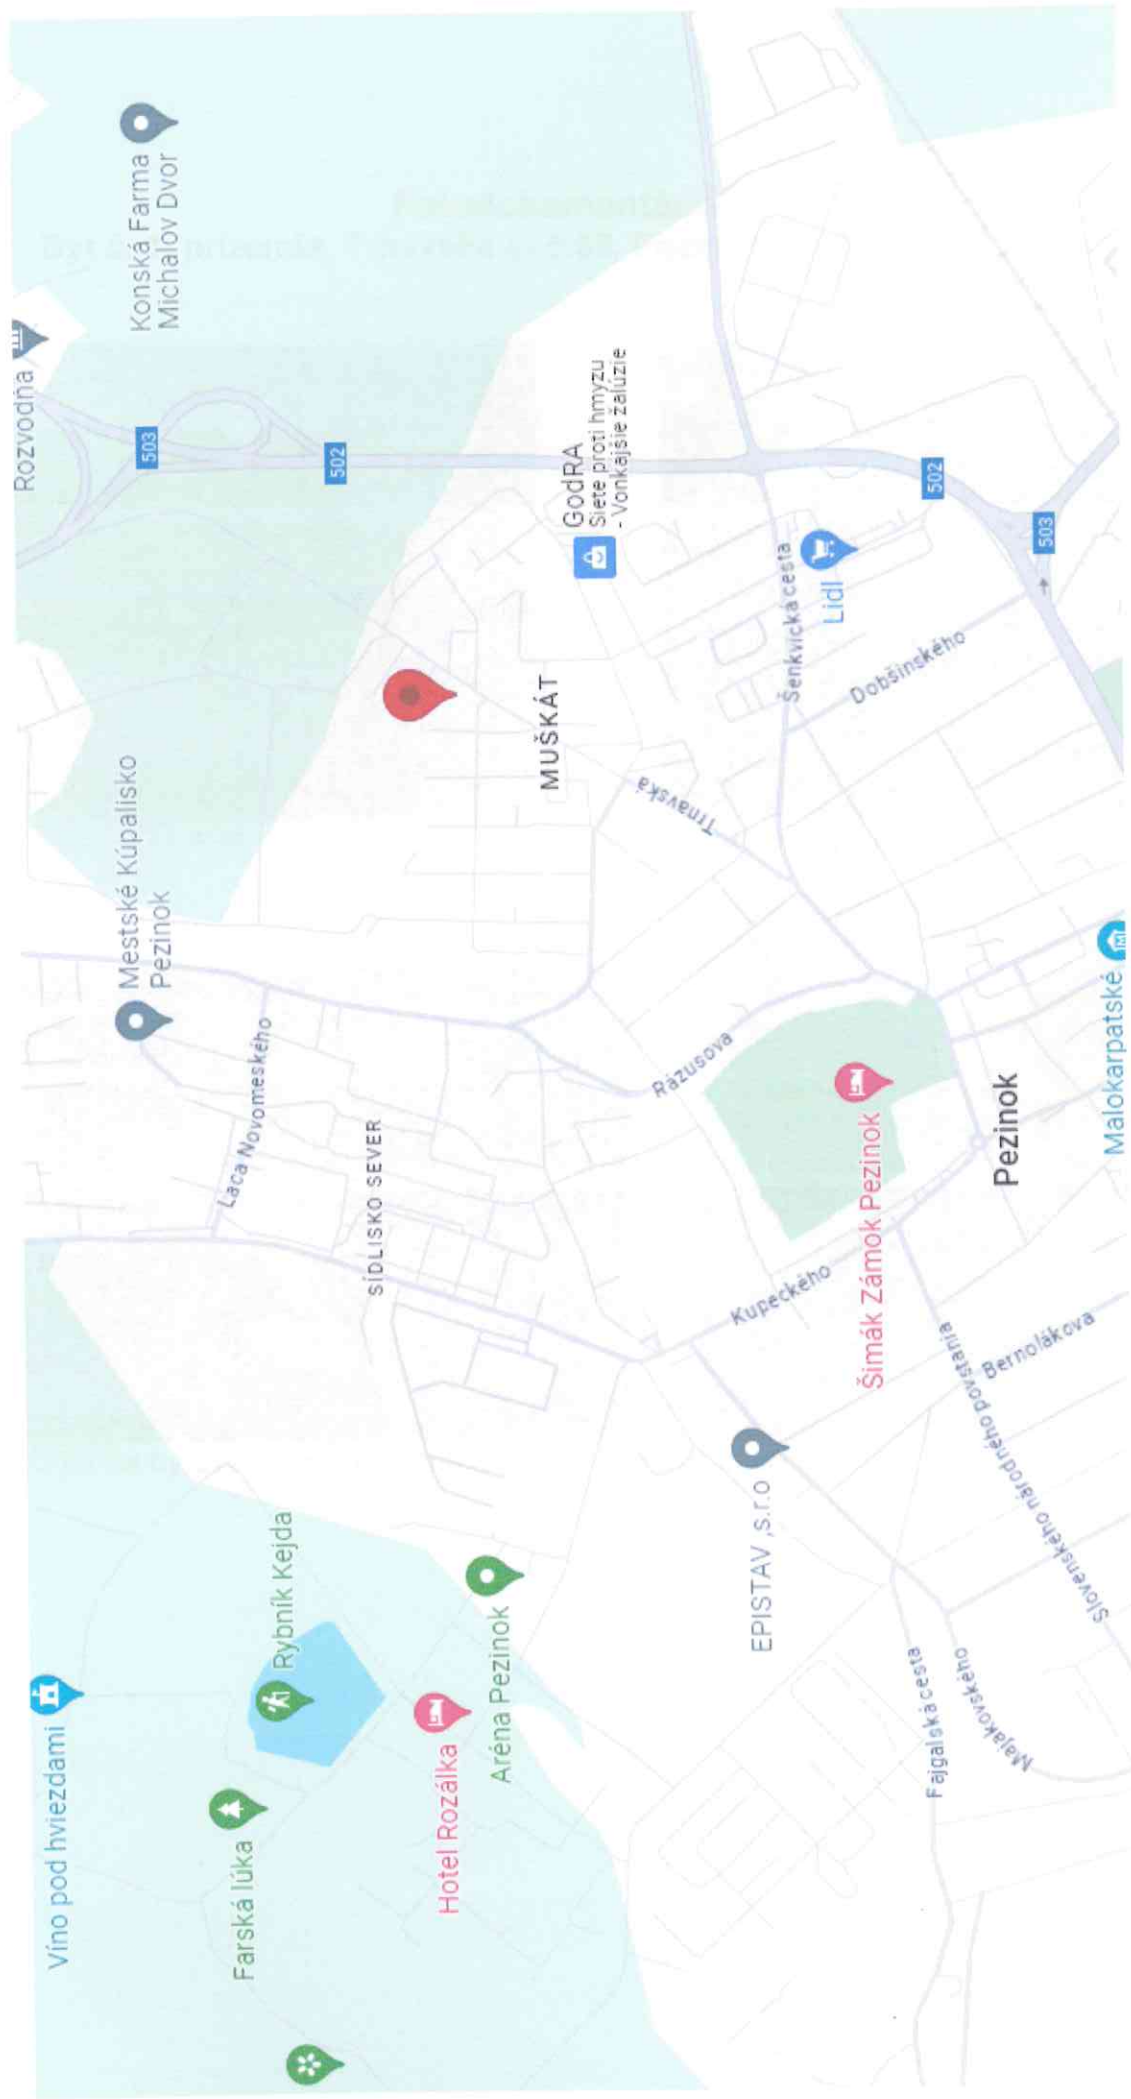 Víno pod hviezdami
Rozvodňa
Mestské Kúpalisko
Pezinok
Konská Farma
Michalov Dvor
503
Farská lúka
Rybník Kejda
Laca Novomeského
502
SÍDLISKO SEVER
Hotel Rozálka
Aréna Pezinok
MUŠKÁT
GodRA
Siete proti hmyzu
- Vonkajšie žalúzie
Trnavská
Rázusova
EPISTAV ,s.r.o
Kupeckého
Šenkvická cesta
Lidl
Šimák Zámok Pezinok
Dobšinského
502
Fajgalská cesta
Majakovského
Slovenského národného povstania
Bernolákova
Pezinok
503
Malokarpatské